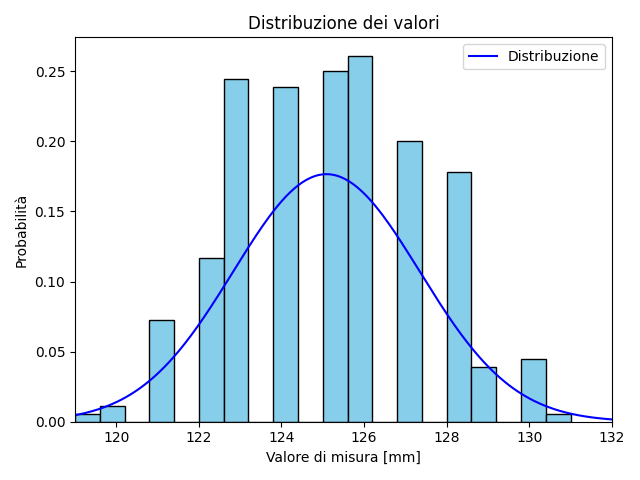 Distribuzione dei valori
Distribuzione
0.25
0.20
0.15
0.10
0.05
0.00
Probabilità
120 122 124 126 128 130 132
Valore di misura [mm]